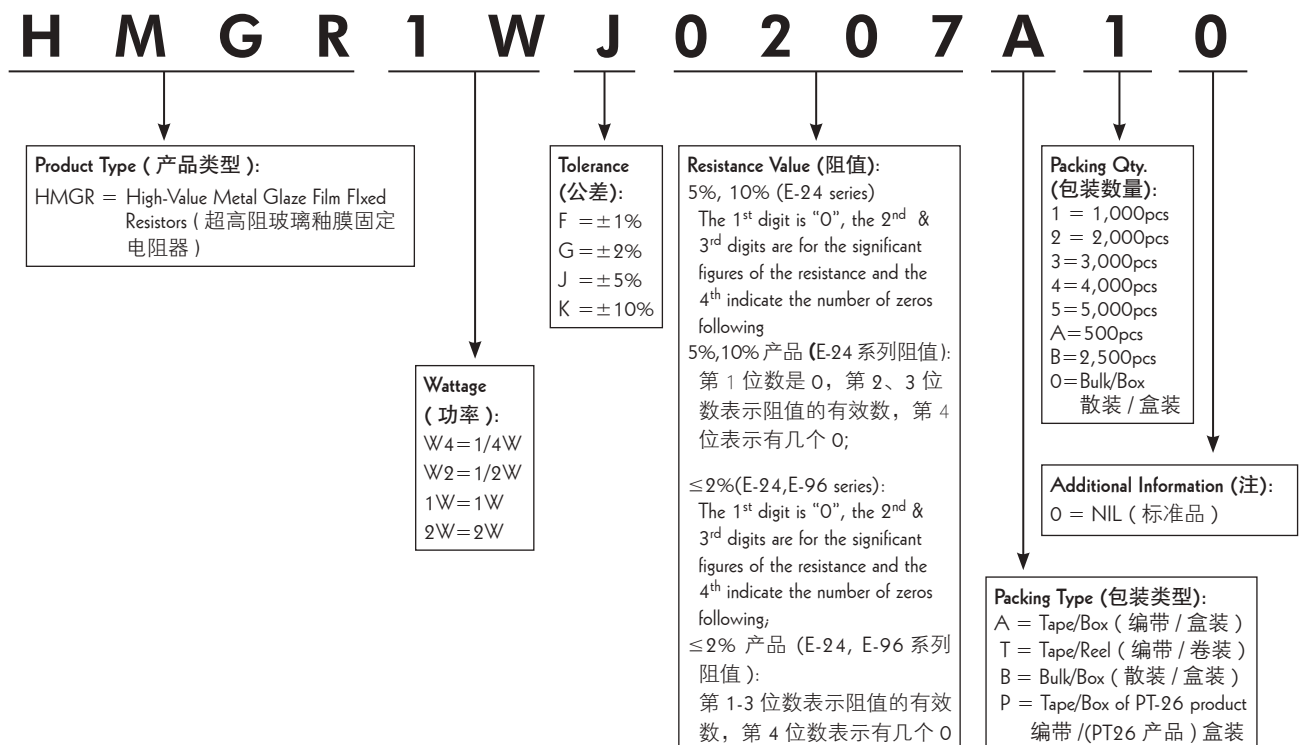 H M G R 1 W J 0 2 0 7 A 1 0
Product Type ( 产品类型 ):
HMGR = High-Value Metal Glaze Film FIxed
Resistors ( 超高阻玻璃釉膜固定
电阻器 )
Wattage
( 功率 ):
W4=1/4W
W2=1/2W
1W=1W
2W=2W
Tolerance
(公差):
F =±1%
G=±2%
J =±5%
K =±10%
Resistance Value (阻值):
5%, 10% (E-24 series)
The 1st digit is “0”, the 2nd &
3rd digits are for the significant
figures of the resistance and the
4th indicate the number of zeros
following
5%,10% 产品 (E-24 系列阻值):
第 1 位数是 0，第 2、3 位
数表示阻值的有效数，第 4
位表示有几个 0;
≤2%(E-24,E-96 series):
The 1st digit is “0”, the 2nd &
3rd digits are for the significant
figures of the resistance and the
4th indicate the number of zeros
following;
≤2% 产品 (E-24, E-96 系列
阻值 ):
第 1-3 位数表示阻值的有效
数，第 4 位数表示有几个 0
Packing Qty.
(包装数量):
1 = 1,000pcs
2 = 2,000pcs
3=3,000pcs
4=4,000pcs
5=5,000pcs
A=500pcs
B=2,500pcs
0=Bulk/Box
散装 / 盒装
Additional Information (注):
0 = NIL ( 标准品 )
Packing Type (包装类型):
A = Tape/Box ( 编带 / 盒装 )
T = Tape/Reel ( 编带 / 卷装 )
B = Bulk/Box ( 散装 / 盒装 )
P = Tape/Box of PT-26 product
编带 /(PT26 产品 ) 盒装